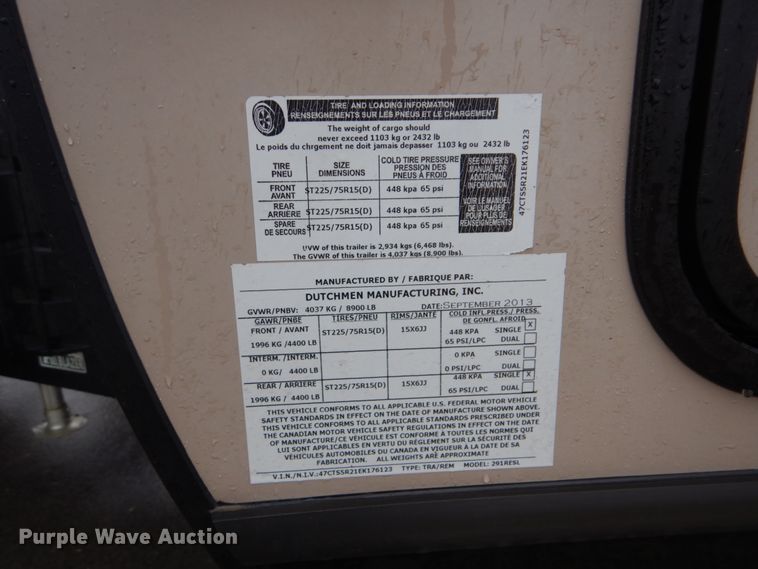 TIRE AND LOADING INFORMATION
RENSEIGNEMENTS SUR LES PNEUS ET LE CHARGEMENT
The weight of cargo should
never exceed 1103 kg or 2432 lb
Le poids du chrgement ne doit jamais depasser 1103 kg ou 2432 lb
TIRE PNEU SIZE DIMENSIONS COLD TIRE PRESSURE PRESSION DES PNEUS À FROID
FRONT AVANT ST225/75R15(D) 448 kpa 65 psi
REAR ARRIERE ST225/75R15(D) 448 kpa 65 psi
SPARE DE SECOURS ST225/75R15(D) 448 kpa 65 psi
SEE OWNER'S
MANUAL FOR
ADDITIONAL
INFORMATION
VOIR LE MANUEL
DE L'USAGER
POUR PLUS DE
RENSEIGNEMENTS
47CTS5R21EK176123
UVW of this trailer is 2,934 kgs (6,468 lbs).
The GVWR of this trailer is 4,037 kgs (8,900 lbs).
MANUFACTURED BY / FABRIQUE PAR:
DUTCHMEN MANUFACTURING, INC.
GVWR/PNBV: 4037 KG / 8900 LB DATE: SEPTEMBER 2013
GAWR/PNBE TIRES/PNEU RIMS/JANTE COLD INFL.PRESS./ PRESS. DE GONFL. AFROID
FRONT / AVANT ST225/75R15(D) 15X6JJ 448 KPA SINGLE X
1996 KG /4400 LB 65 PSI/LPC DUAL
INTERM. /INTERM. 0 KPA SINGLE
0 KG/ 4400 LB 0 PSI/LPC DUAL
REAR / ARRIERE ST225/75R15(D) 15X6JJ 448 KPA SINGLE X
1996 KG / 4400 LB 65 PSI/LPC DUAL
THIS VEHICLE CONFORMS TO ALL APPLICABLE U.S. FEDERAL MOTOR VEHICLE
SAFETY STANDARDS IN EFFECT ON THE DATE OF MANUFACTURE SHOWN ABOVE.
THIS VEHICLE CONFORMS TO ALL APPLICABLE STANDARDS PRESCRIBED UNDER
THE CANADIAN MOTOR VEHICLE SAFETY REGULATIONS IN EFFECT ON THE DATE
OF MANUFACTURE/CE VÉHICULE EST CONFORME A TOUTES LES NORMES QUI
LUI SONT APPLICABLES EN VERTU DU RÉGLEMENT SUR LA SÉCURITÉ DES
VÉHICULES AUTOMOBILES DU CANADA EN VIGUEUR A LA DATE DE SA
FABRICATION. ALL WEIGHTS ARE APPROXIMATE
V.I.N./N.I.V.:47CTS5R21EK176123 TYPE: TRA/REM MODEL: 291RESL
Purple Wave Auction